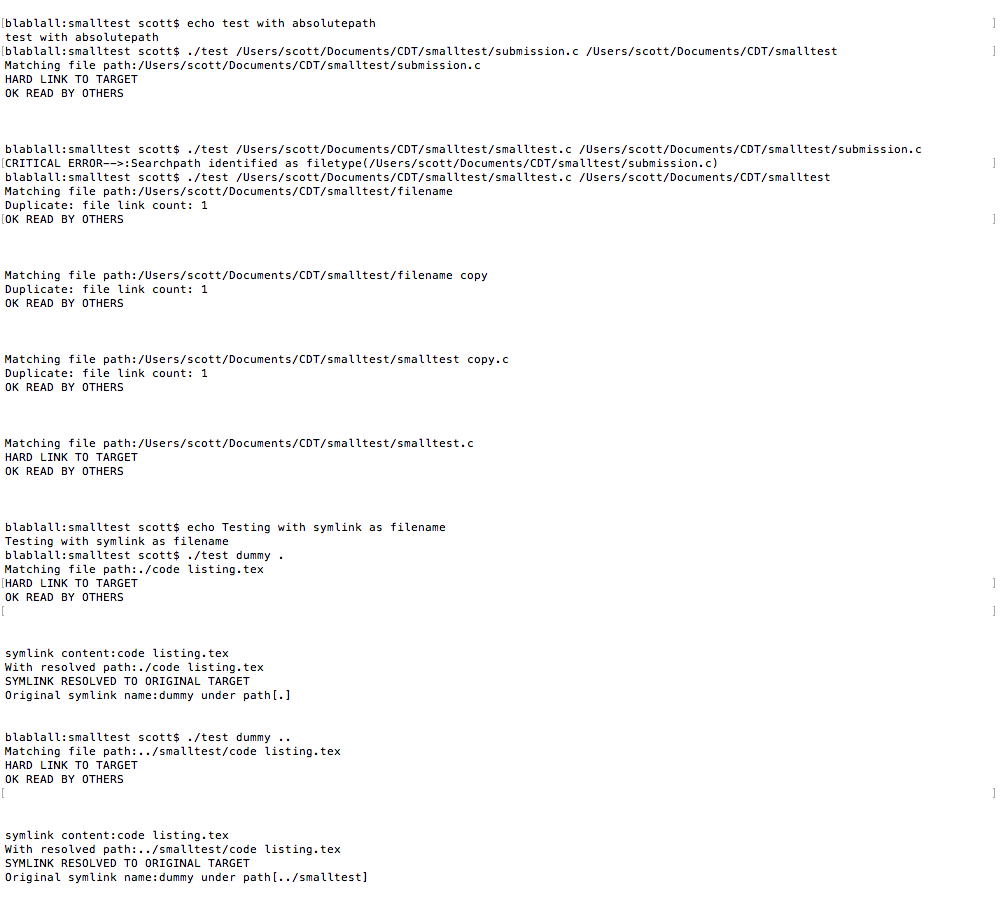 [blablall:smalltest scott$ echo test with absolutepath ]
test with absolutepath
[blablall:smalltest scott$ ./test /Users/scott/Documents/CDT/smalltest/submission.c /Users/scott/Documents/CDT/smalltest ]
Matching file path:/Users/scott/Documents/CDT/smalltest/submission.c
HARD LINK TO TARGET
OK READ BY OTHERS
blablall:smalltest scott$ ./test /Users/scott/Documents/CDT/smalltest/smalltest.c /Users/scott/Documents/CDT/smalltest/submission.c
[CRITICAL ERROR-->:Searchpath identified as filetype(/Users/scott/Documents/CDT/smalltest/submission.c) ]
blablall:smalltest scott$ ./test /Users/scott/Documents/CDT/smalltest/smalltest.c /Users/scott/Documents/CDT/smalltest
Matching file path:/Users/scott/Documents/CDT/smalltest/filename
Duplicate: file link count: 1
[OK READ BY OTHERS ]
Matching file path:/Users/scott/Documents/CDT/smalltest/filename copy
Duplicate: file link count: 1
OK READ BY OTHERS
Matching file path:/Users/scott/Documents/CDT/smalltest/smalltest copy.c
Duplicate: file link count: 1
OK READ BY OTHERS
Matching file path:/Users/scott/Documents/CDT/smalltest/smalltest.c
HARD LINK TO TARGET
OK READ BY OTHERS
blablall:smalltest scott$ echo Testing with symlink as filename
Testing with symlink as filename
blablall:smalltest scott$ ./test dummy .
Matching file path:./code listing.tex
[HARD LINK TO TARGET ]
OK READ BY OTHERS
[ ]
symlink content:code listing.tex
With resolved path:./code listing.tex
SYMLINK RESOLVED TO ORIGINAL TARGET
Original symlink name:dummy under path[.]
blablall:smalltest scott$ ./test dummy ..
Matching file path:../smalltest/code listing.tex
HARD LINK TO TARGET
OK READ BY OTHERS
[ ]
symlink content:code listing.tex
With resolved path:../smalltest/code listing.tex
SYMLINK RESOLVED TO ORIGINAL TARGET
Original symlink name:dummy under path[../smalltest]